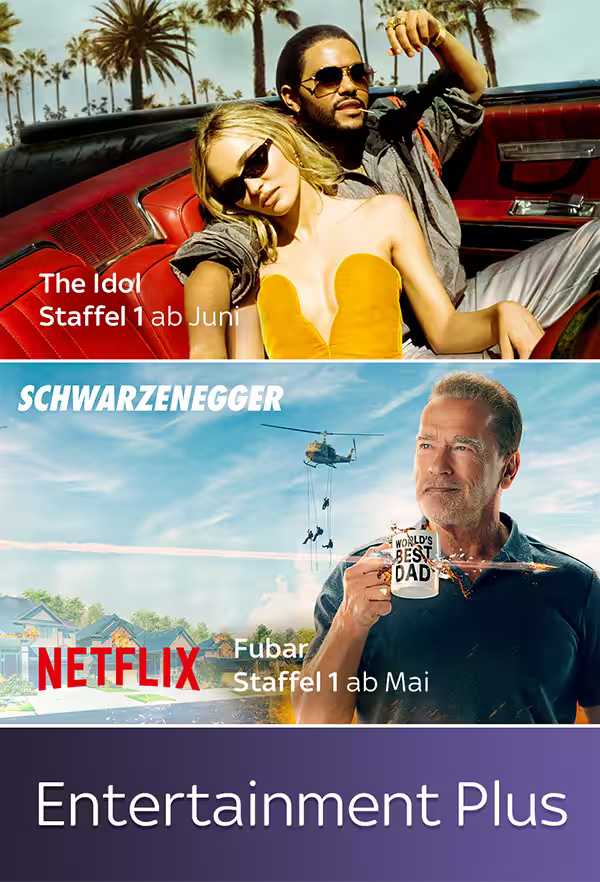 The Idol
Staffel 1 ab Juni
SCHWARZENEGGER
WORLD'S
BEST
DAD
NETFLIX
Fubar
Staffel 1 ab Mai
Entertainment Plus